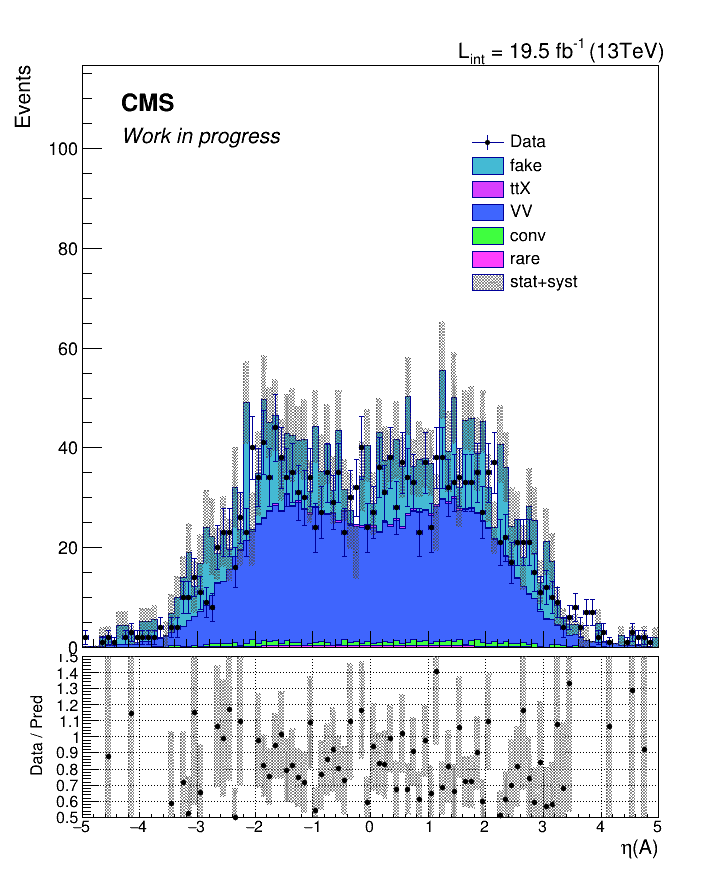 L_int = 19.5 fb^-1 (13TeV)
Events
CMS
Work in progress
Data
fake
ttX
VV
conv
rare
stat+syst
100
80
60
40
20
0
Data / Pred
1.5
1.4
1.3
1.2
1.1
1
0.9
0.8
0.7
0.6
0.5
−5 −4 −3 −2 −1 0 1 2 3 4 5
η(A)